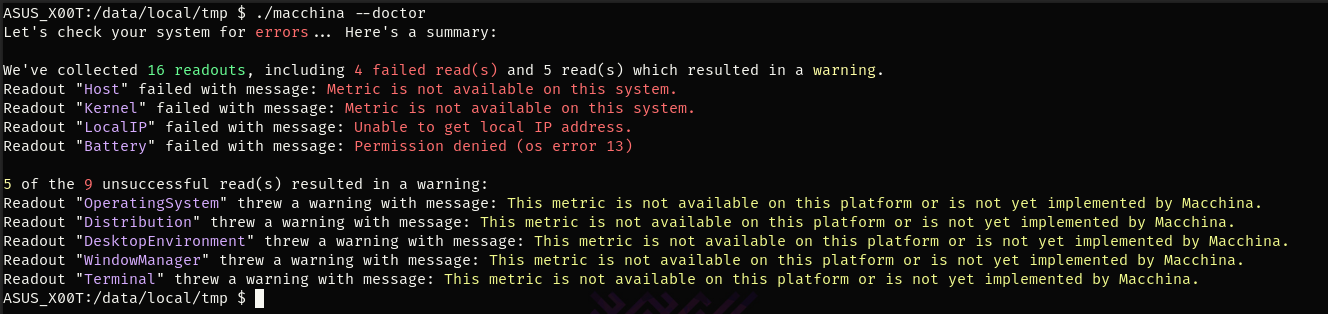 ASUS_X00T:/data/local/tmp $ ./macchina --doctor
Let's check your system for errors... Here's a summary:
We've collected 16 readouts, including 4 failed read(s) and 5 read(s) which resulted in a warning.
Readout "Host" failed with message: Metric is not available on this system.
Readout "Kernel" failed with message: Metric is not available on this system.
Readout "LocalIP" failed with message: Unable to get local IP address.
Readout "Battery" failed with message: Permission denied (os error 13)
5 of the 9 unsuccessful read(s) resulted in a warning:
Readout "OperatingSystem" threw a warning with message: This metric is not available on this platform or is not yet implemented by Macchina.
Readout "Distribution" threw a warning with message: This metric is not available on this platform or is not yet implemented by Macchina.
Readout "DesktopEnvironment" threw a warning with message: This metric is not available on this platform or is not yet implemented by Macchina.
Readout "WindowManager" threw a warning with message: This metric is not available on this platform or is not yet implemented by Macchina.
Readout "Terminal" threw a warning with message: This metric is not available on this platform or is not yet implemented by Macchina.
ASUS_X00T:/data/local/tmp $